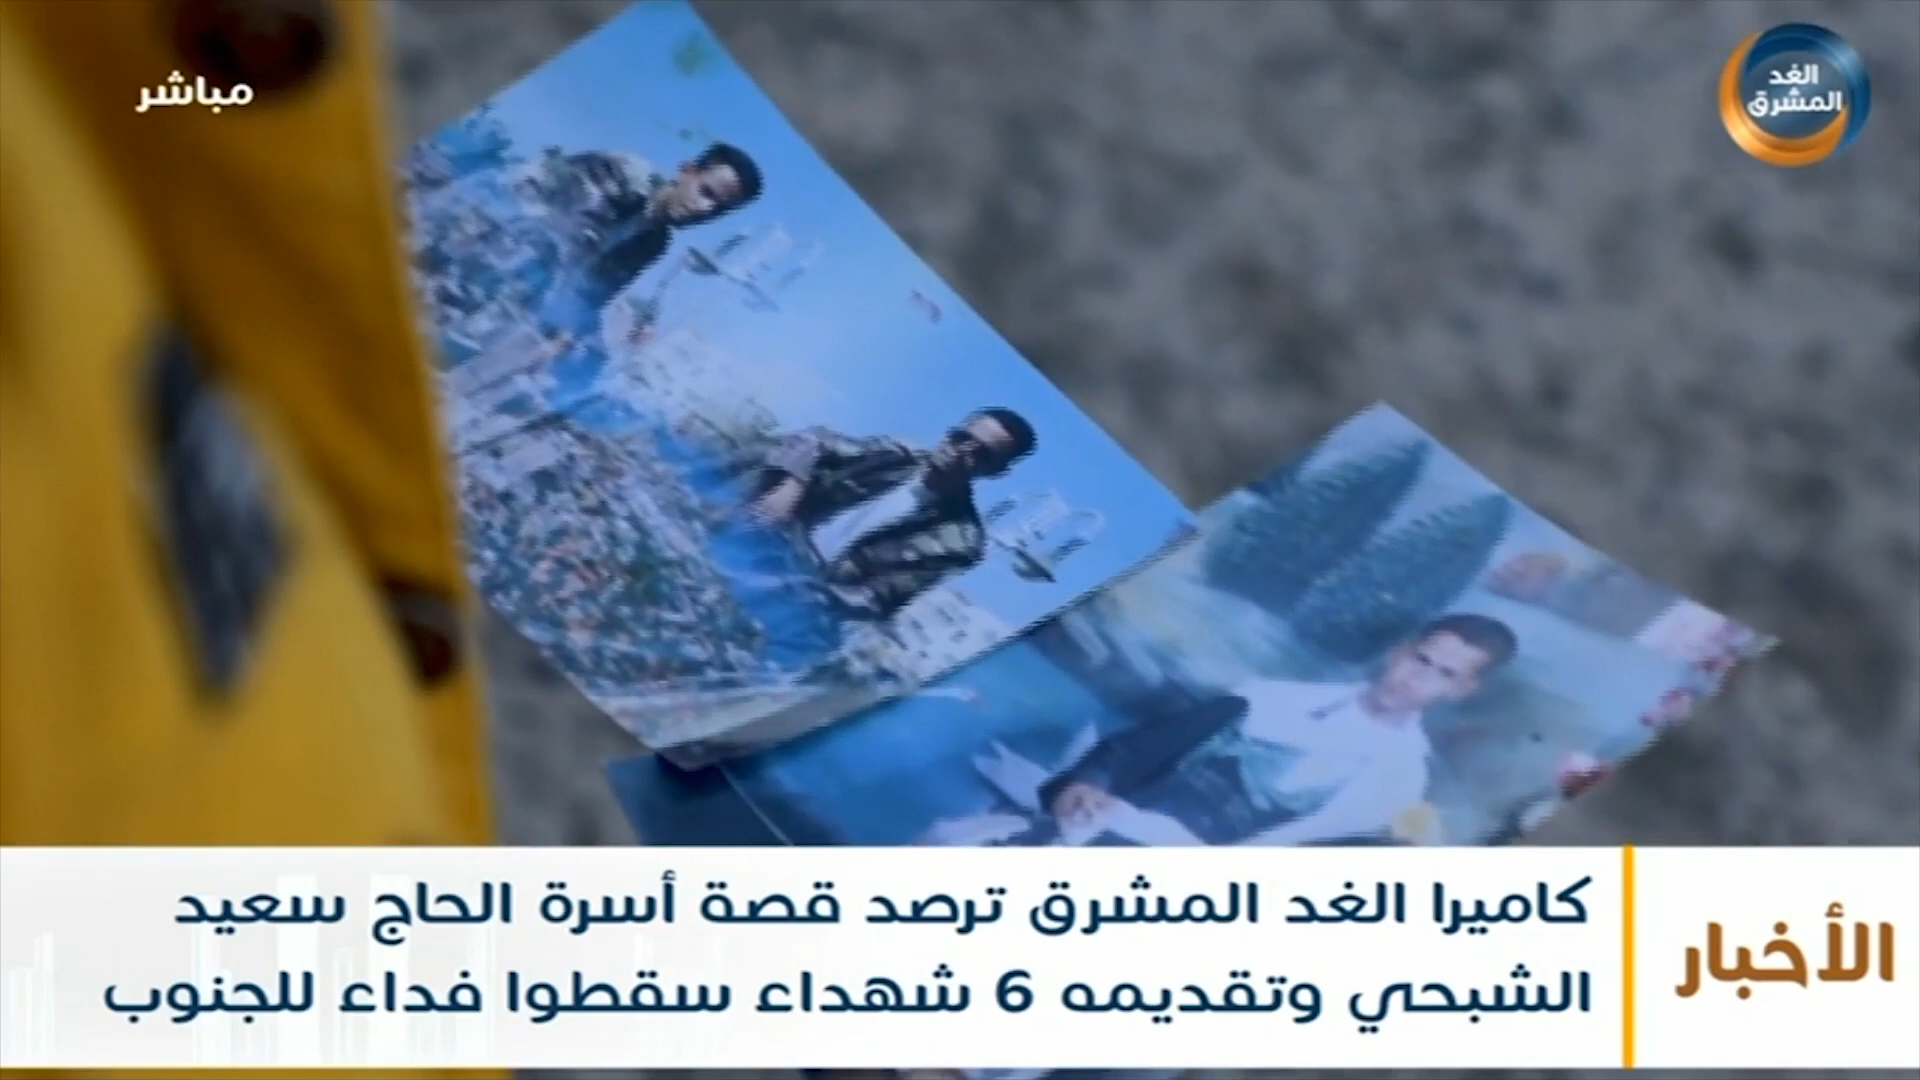 مباشر
الغد
المشرق
كاميرا الغد المشرق ترصد قصة أسرة الحاج سعيد
الشبحي وتقديمه 6 شهداء سقطوا فداء للجنوب
الأخبار